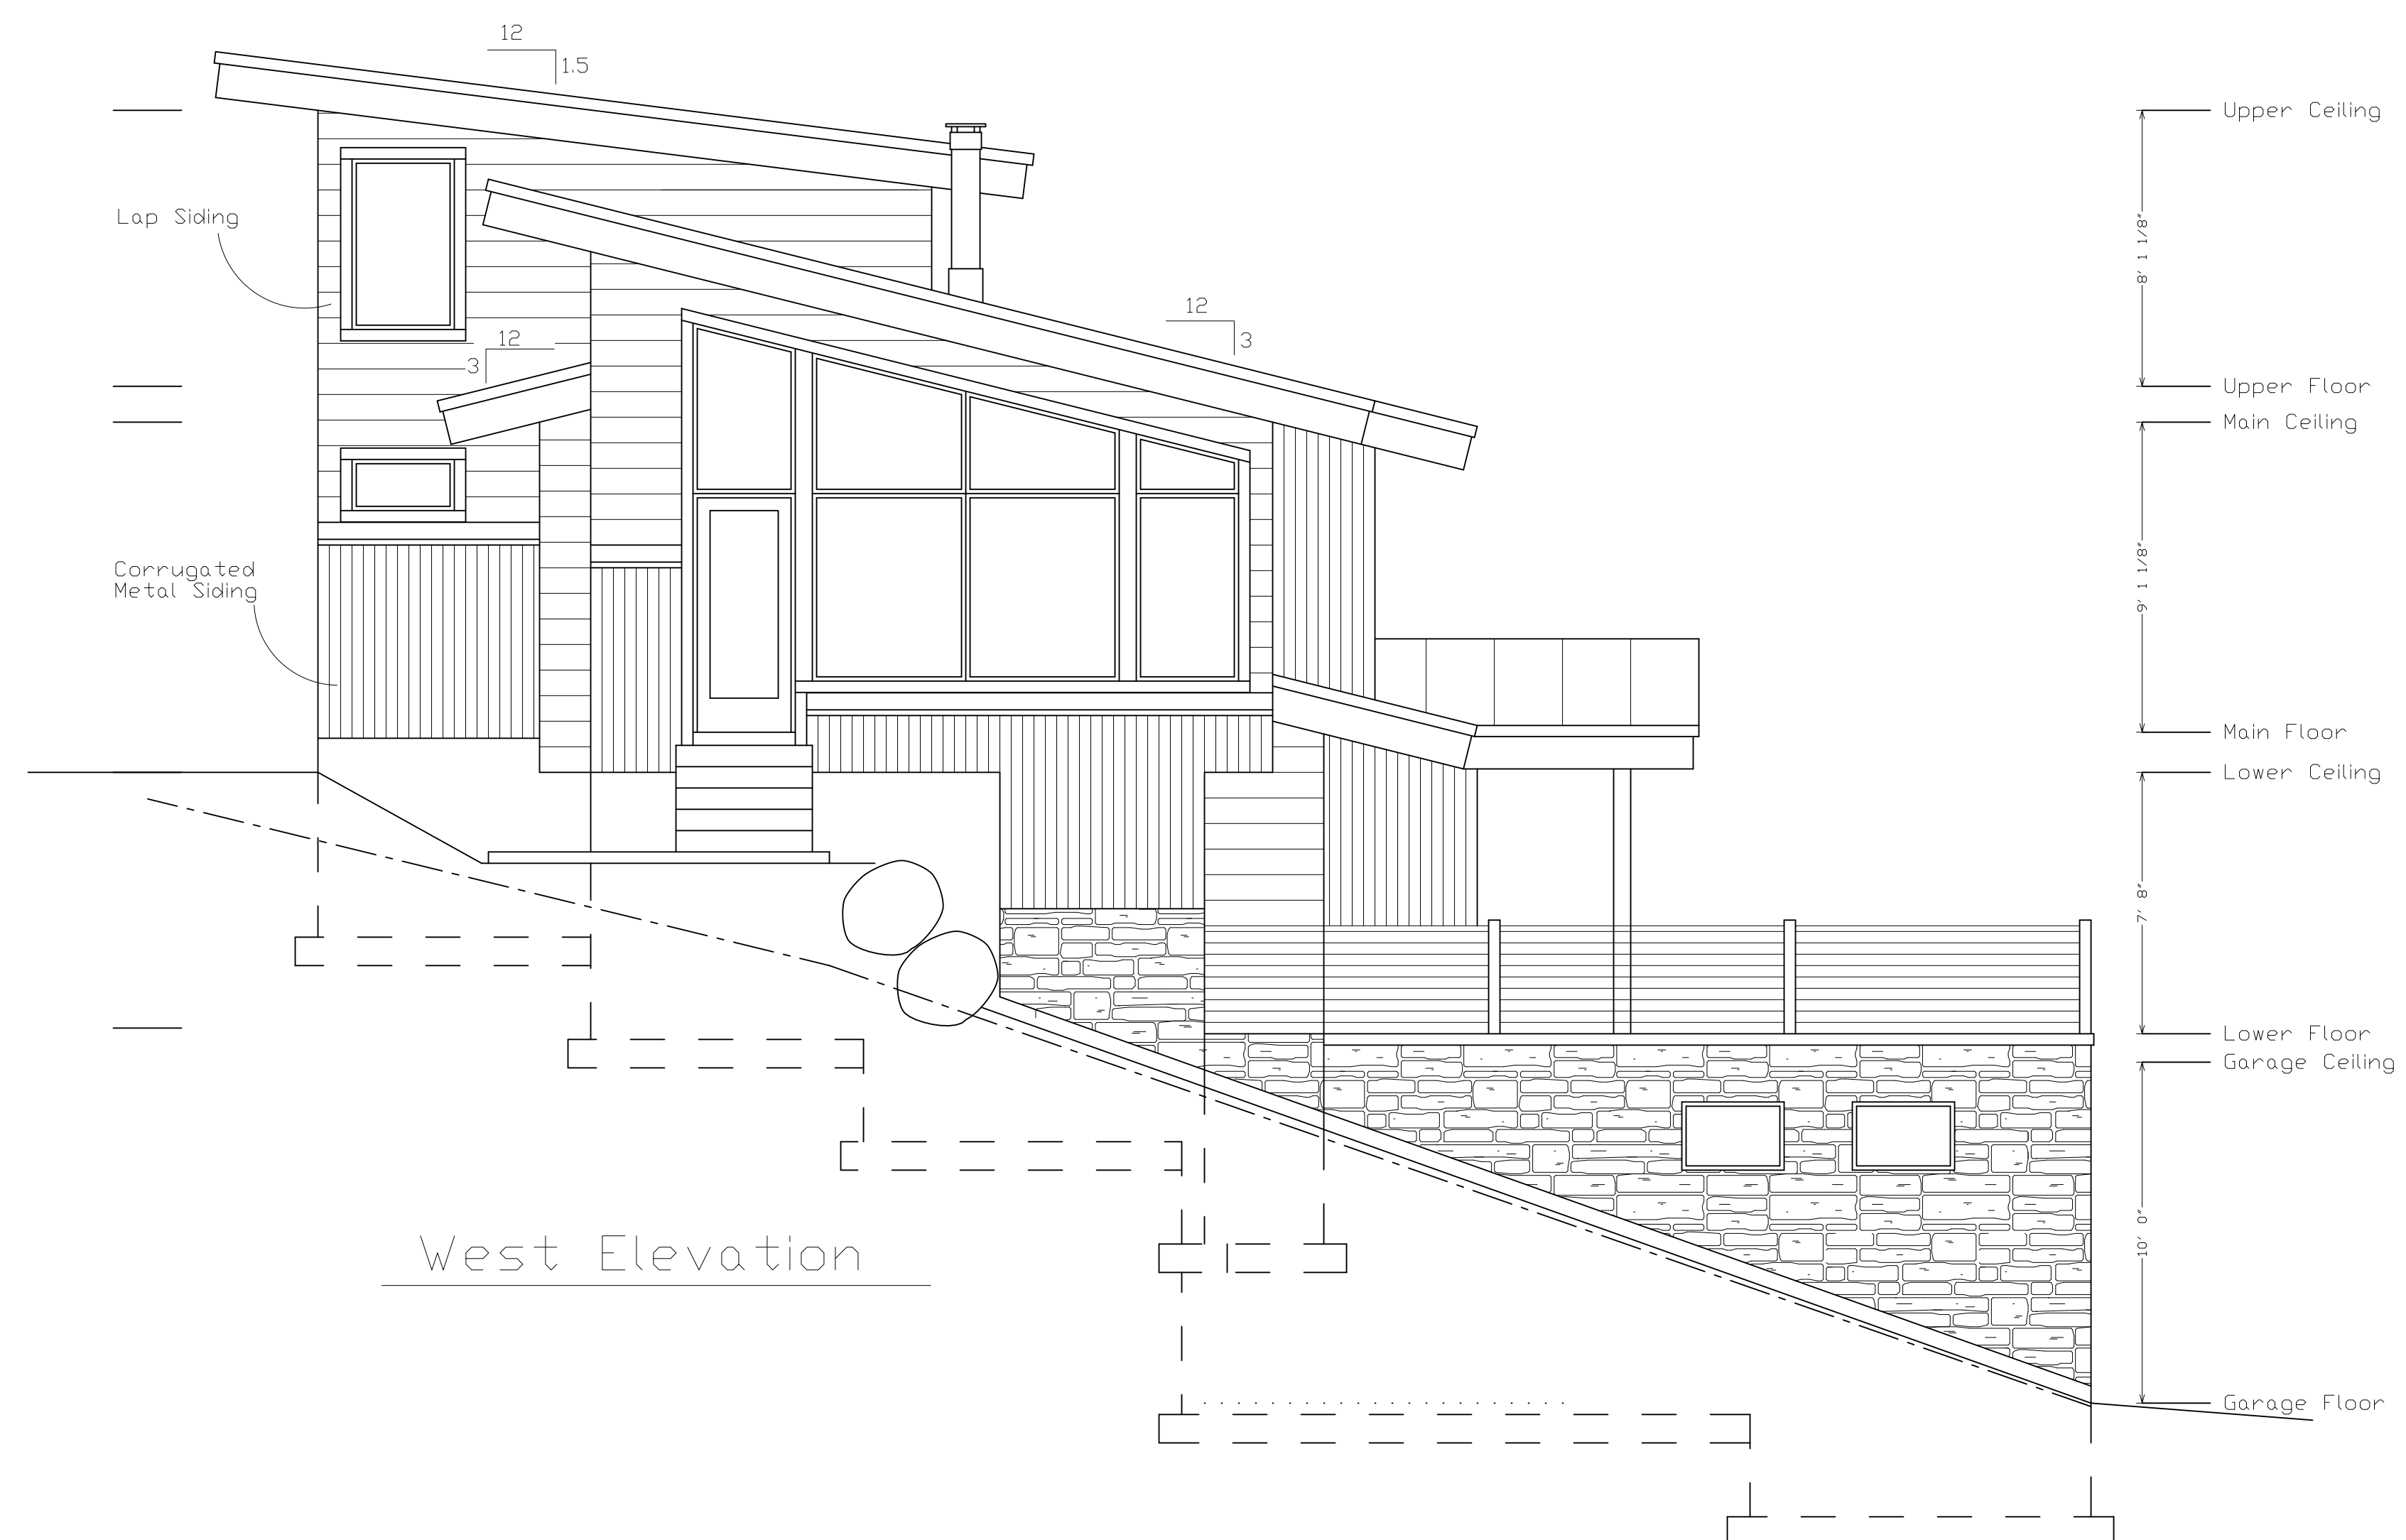 12
1.5
Upper Ceiling
Lap Siding
8' 1 1/8"
12
3
12
3
Upper Floor
Main Ceiling
Corrugated
Metal Siding
9' 1 1/8"
Main Floor
Lower Ceiling
7' 8"
Lower Floor
Garage Ceiling
10' 0"
West Elevation
Garage Floor